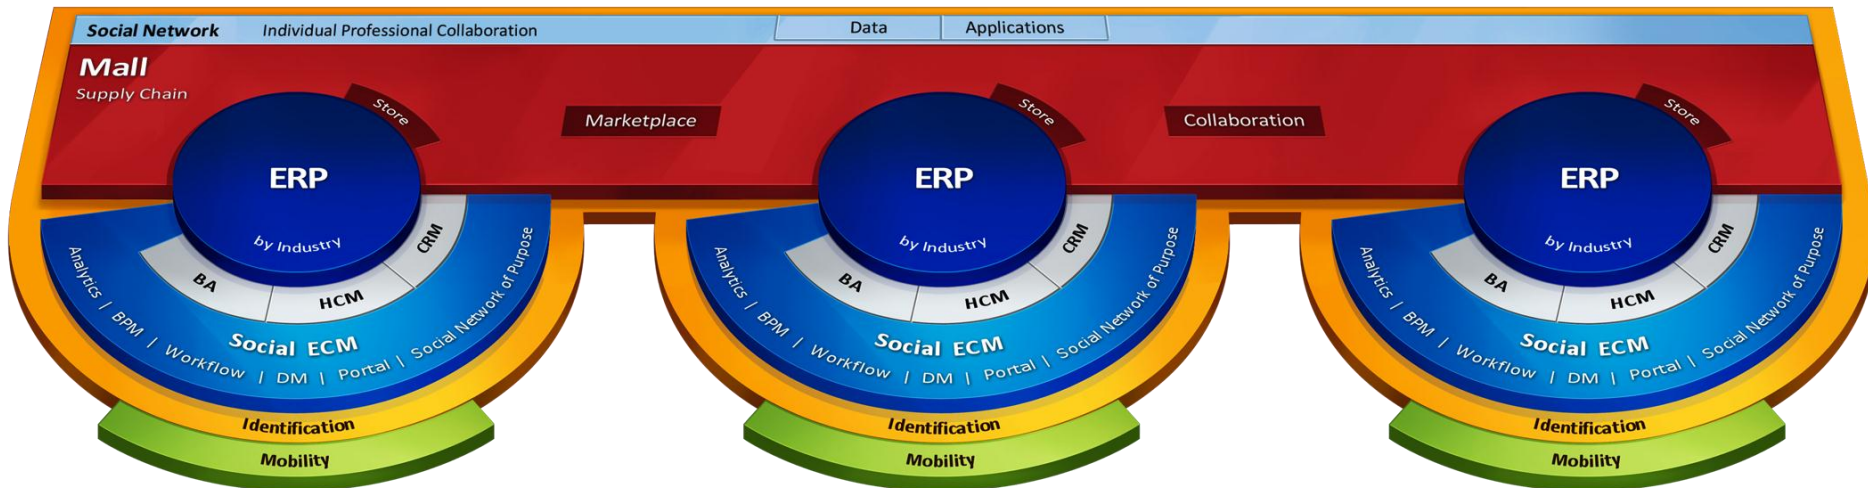 Social Network Individual Professional Collaboration Data Applications
Mall
Supply Chain
Store
Marketplace
Store
Collaboration
Store
ERP
by Industry
BA
HCM
CRM
Social ECM
Analytics | BPM | Workflow | DM | Portal | Social Network of Purpose
Identification
Mobility
ERP
by Industry
BA
HCM
CRM
Social ECM
Analytics | BPM | Workflow | DM | Portal | Social Network of Purpose
Identification
Mobility
ERP
by Industry
BA
HCM
CRM
Social ECM
Analytics | BPM | Workflow | DM | Portal | Social Network of Purpose
Identification
Mobility